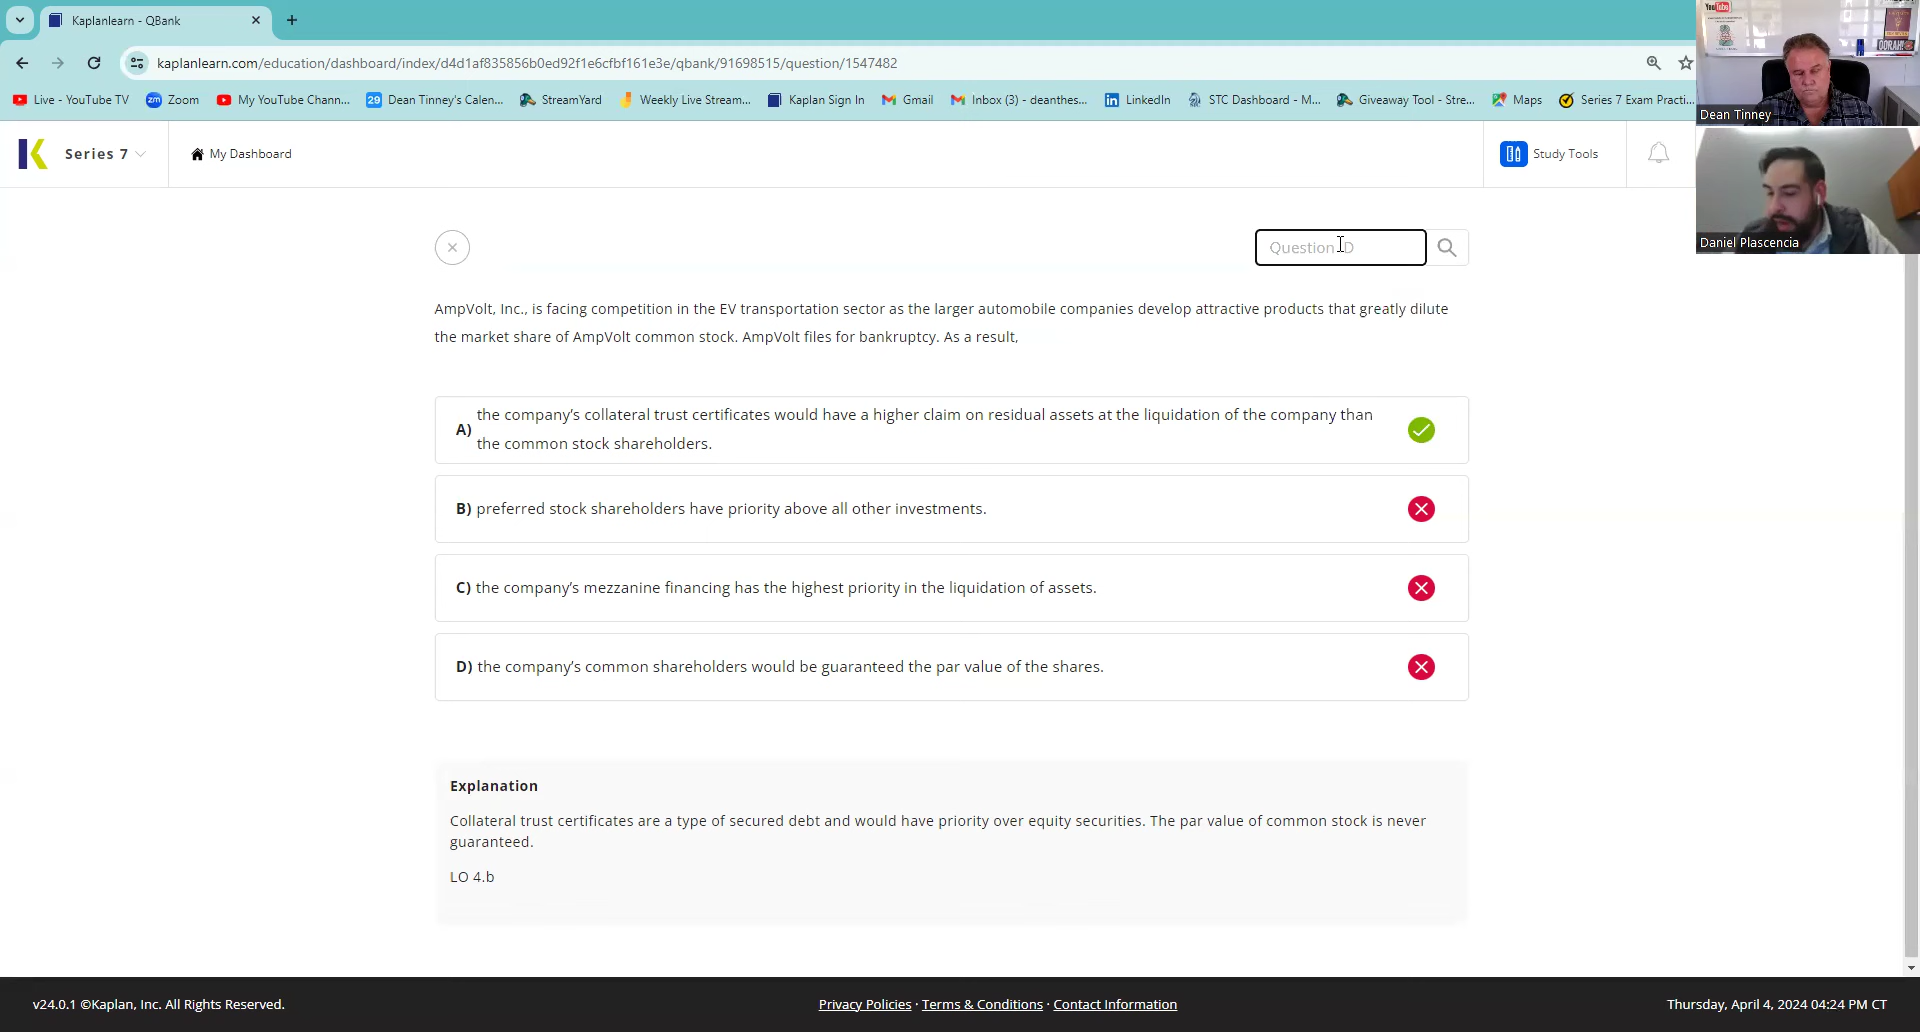 Kaplanlearn - QBank
kaplanlearn.com/education/dashboard/index/d4d1af835856b0ed92f1e6cfbf161e3e/qbank/91698515/question/1547482
Live - YouTube TV
Zoom
My YouTube Chann...
29 Dean Tinney's Calen...
StreamYard
Weekly Live Stream...
Kaplan Sign In
Gmail
Inbox (3) - deanthes...
LinkedIn
STC Dashboard - M...
Giveaway Tool - Stre...
Maps
Series 7 Exam Practi...
YouTube
OORAH!
Dean Tinney
Daniel Plascencia
Series 7
My Dashboard
Study Tools
Question ID
AmpVolt, Inc., is facing competition in the EV transportation sector as the larger automobile companies develop attractive products that greatly dilute
the market share of AmpVolt common stock. AmpVolt files for bankruptcy. As a result,
A) the company's collateral trust certificates would have a higher claim on residual assets at the liquidation of the company than
the common stock shareholders.
B) preferred stock shareholders have priority above all other investments.
C) the company's mezzanine financing has the highest priority in the liquidation of assets.
D) the company's common shareholders would be guaranteed the par value of the shares.
Explanation
Collateral trust certificates are a type of secured debt and would have priority over equity securities. The par value of common stock is never
guaranteed.
LO 4.b
v24.0.1 ©Kaplan, Inc. All Rights Reserved.
Privacy Policies · Terms & Conditions · Contact Information
Thursday, April 4, 2024 04:24 PM CT